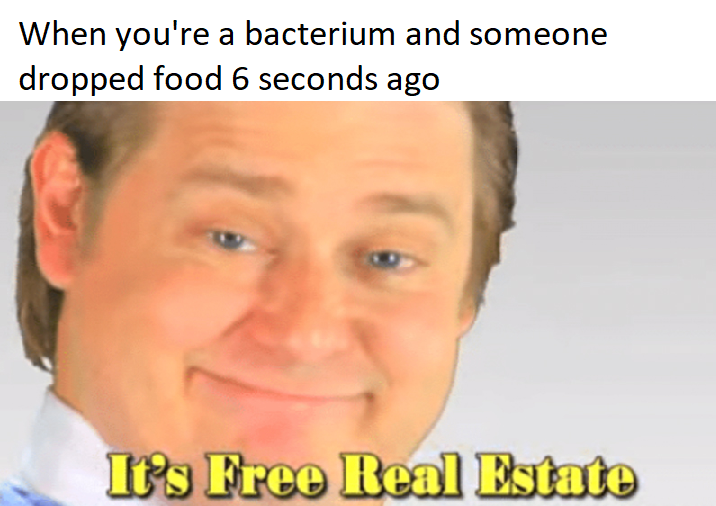 When you're a bacterium and someone
dropped food 6 seconds ago
It's Free Real Estate